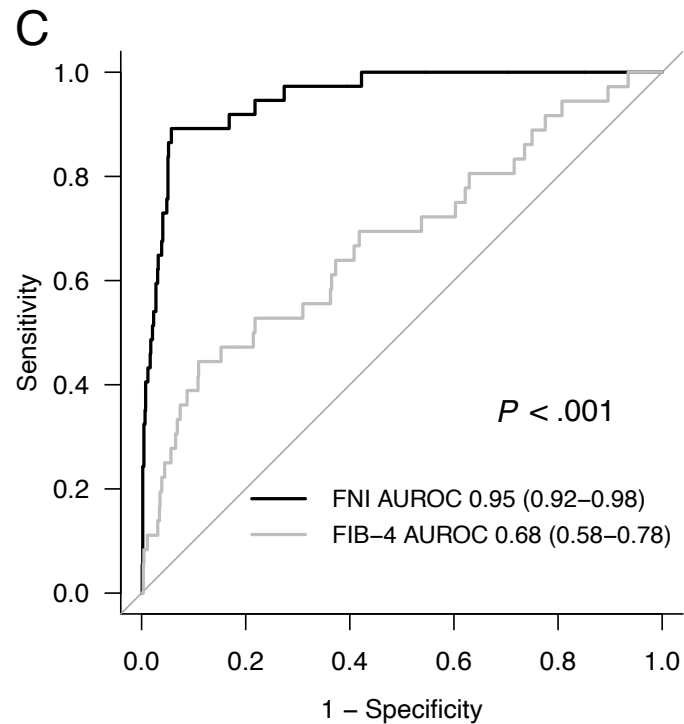 C
1.0
0.8
0.6
0.4
0.2
0.0
Sensitivity
P < .001
FNI AUROC 0.95 (0.92–0.98)
FIB–4 AUROC 0.68 (0.58–0.78)
0.0 0.2 0.4 0.6 0.8 1.0
1 – Specificity